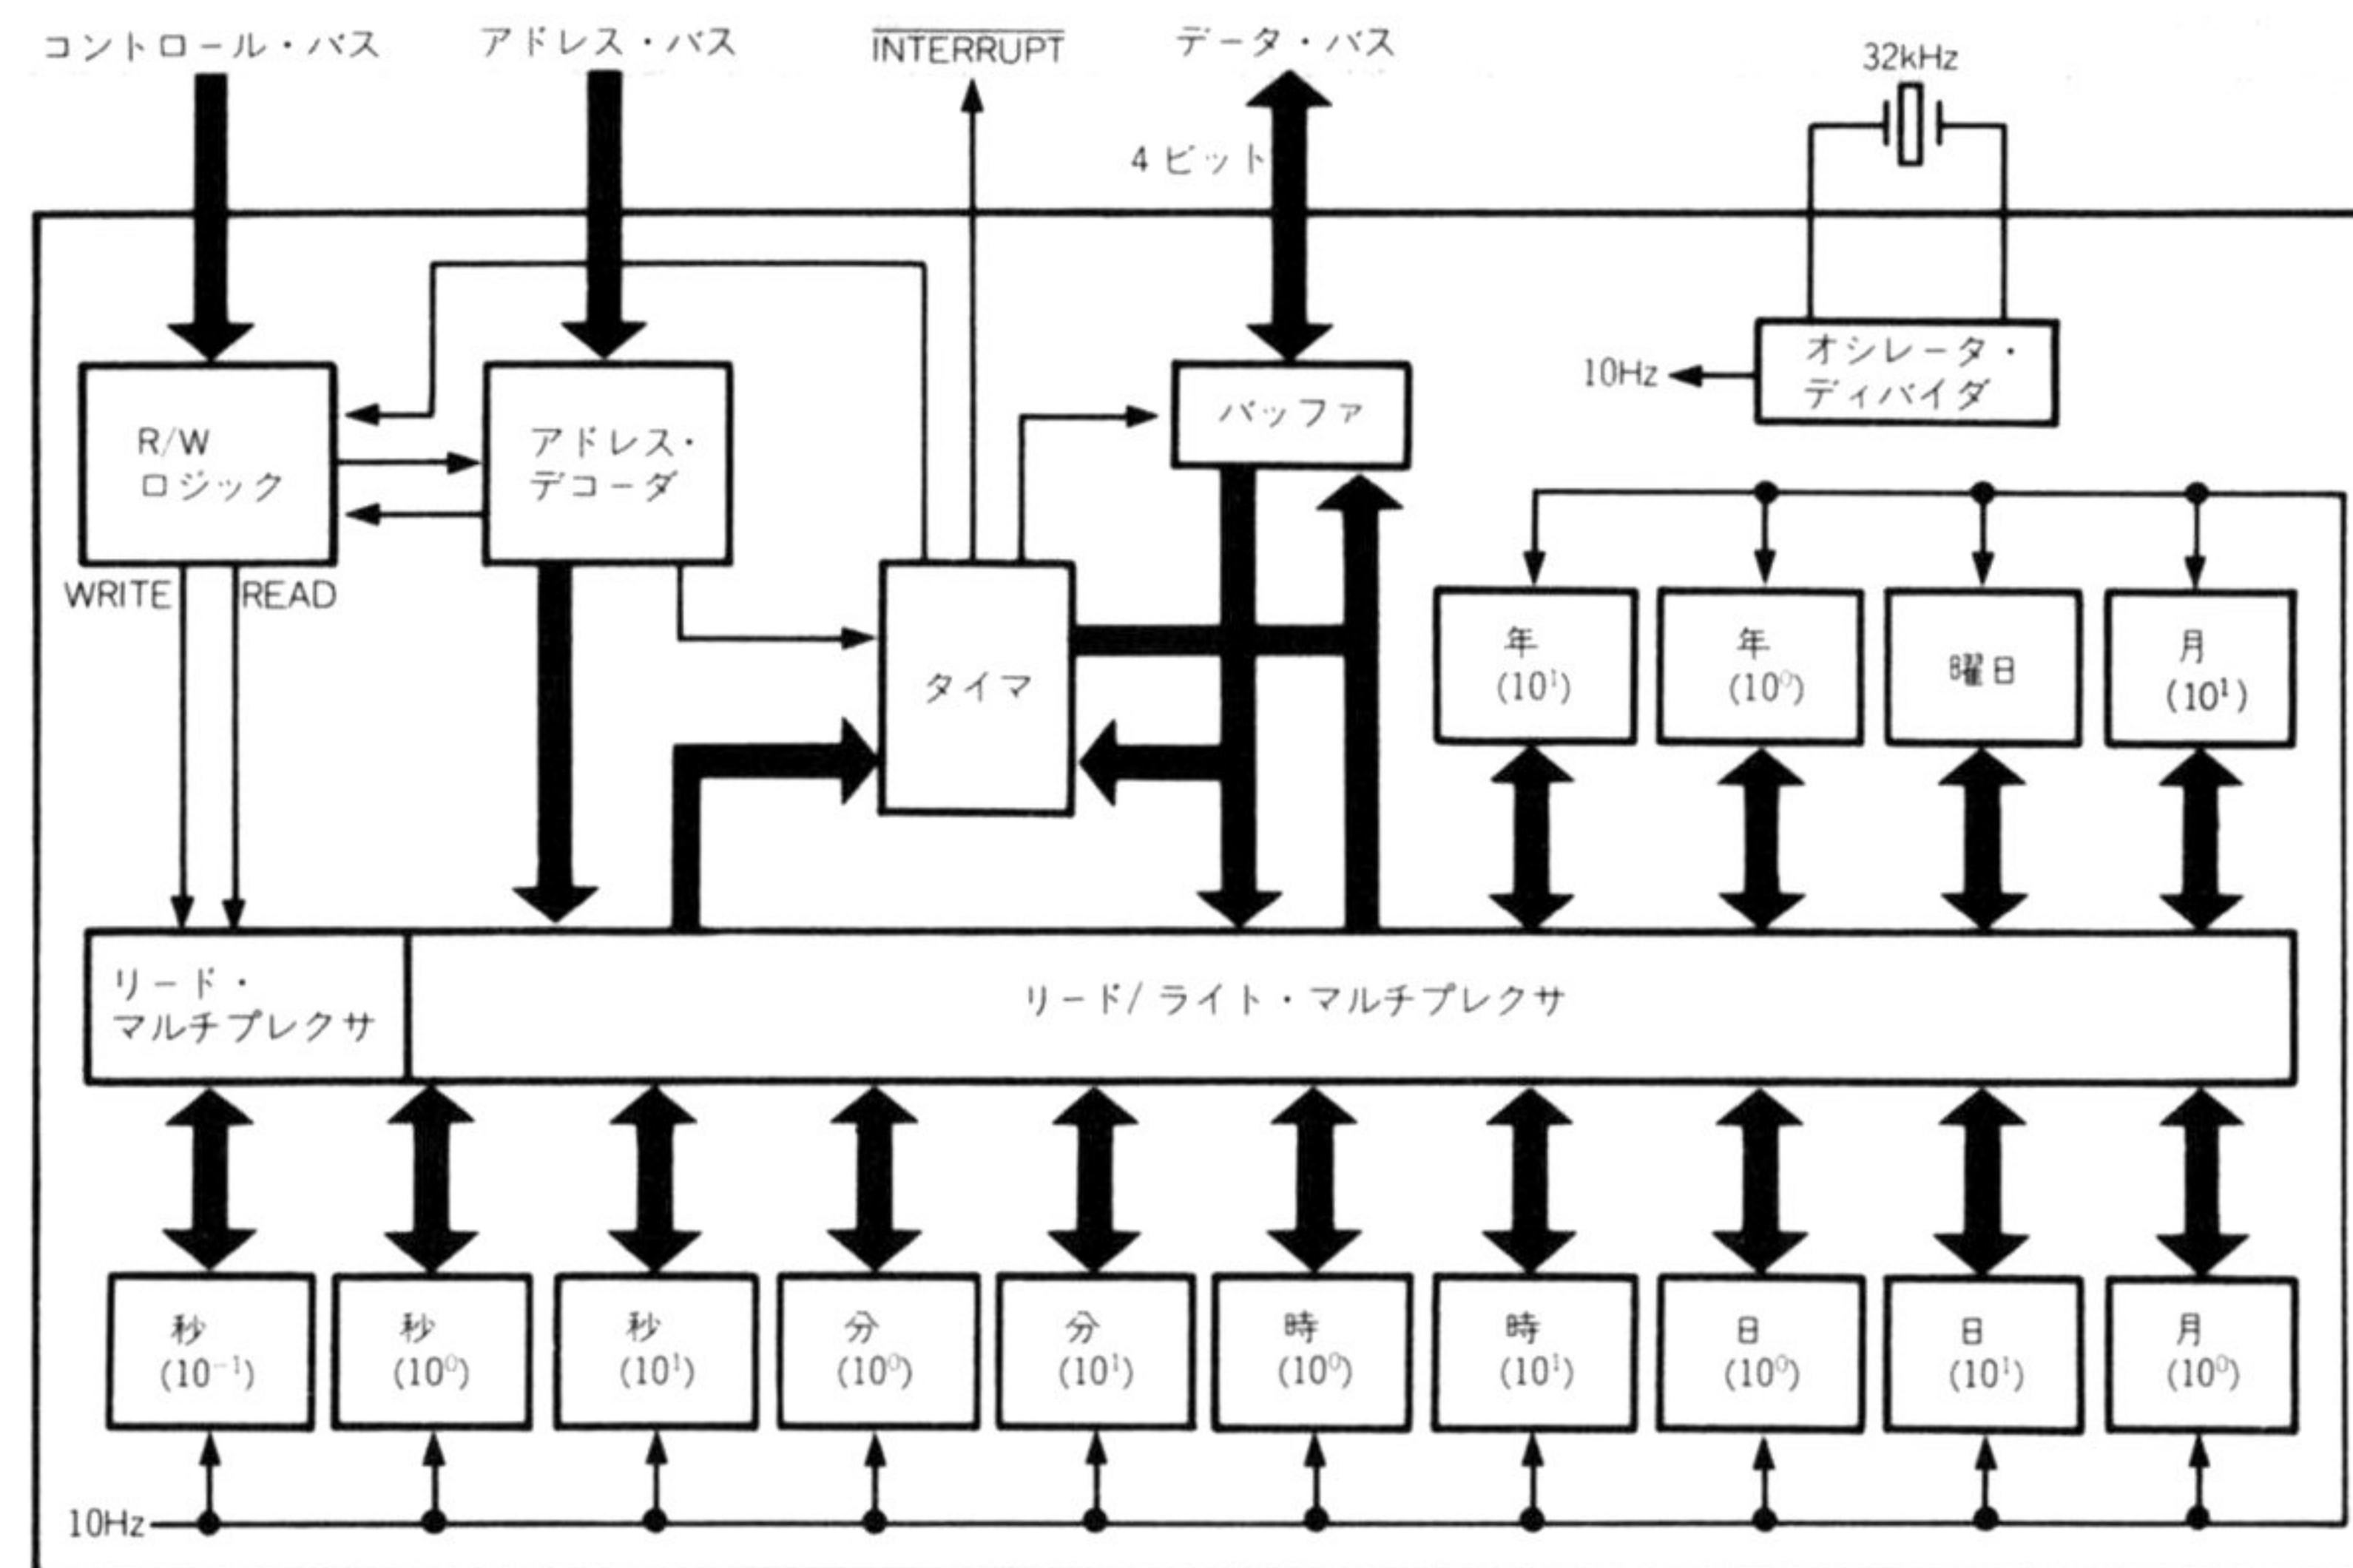 コントロール・バス
アドレス・バス
INTERRUPT
データ・バス
32kHz
4 ビット
オシレータ・
ディバイダ
10Hz
バッファ
R/W
ロジック
アドレス・
デコーダ
WRITE
READ
タイマ
年
(10¹)
年
(10⁰)
曜日
月
(10¹)
リード・
マルチプレクサ
リード/ ライト・マルチプレクサ
秒
(10⁻¹)
秒
(10⁰)
秒
(10¹)
分
(10⁰)
分
(10¹)
時
(10⁰)
時
(10¹)
日
(10⁰)
日
(10¹)
月
(10⁰)
10Hz